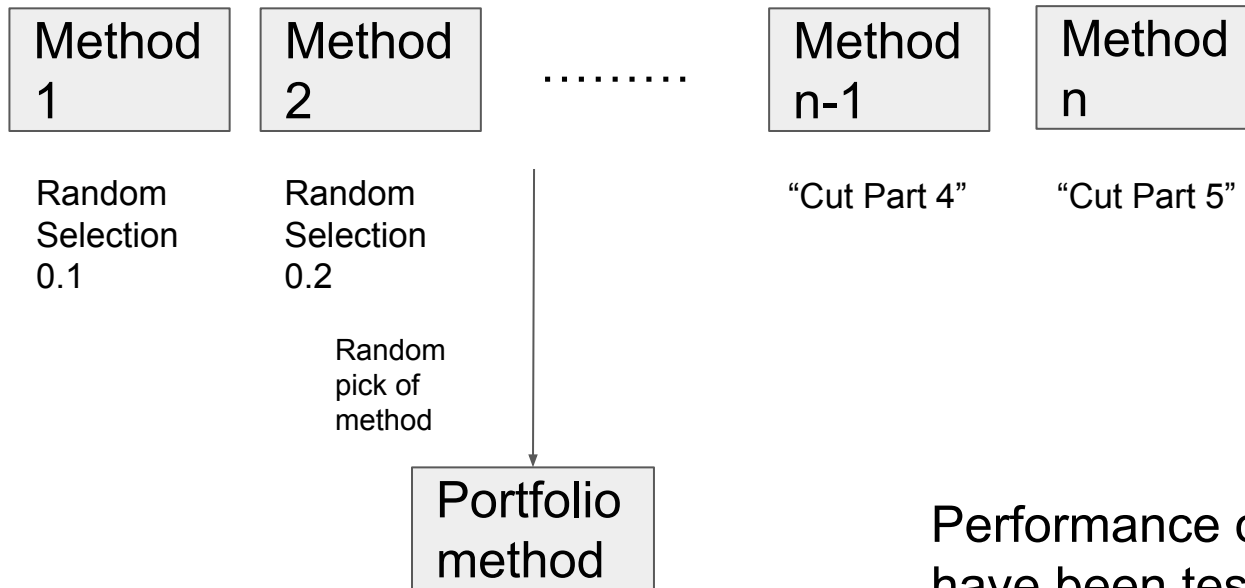 Method
1
Method
2
.........
Method
n-1
Method
n
Random
Selection
0.1
Random
Selection
0.2
“Cut Part 4”
“Cut Part 5”
Random
pick of
method
Portfolio
method
Performance
have been